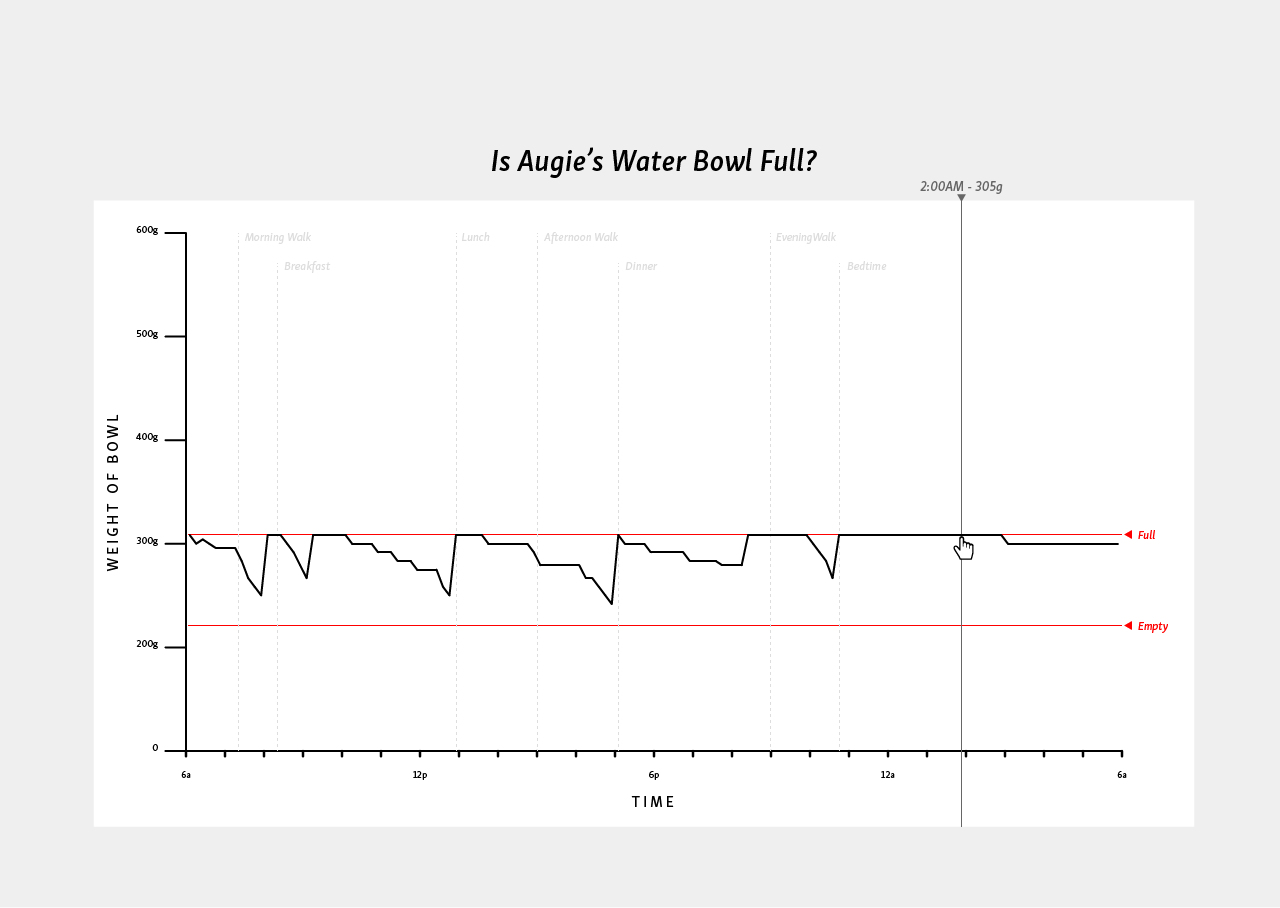 Is Augie's Water Bowl Full?
2:00AM - 305g
600g
Morning Walk
Lunch
Afternoon Walk
EveningWalk
Breakfast
Dinner
Bedtime
500g
400g
WEIGHT OF BOWL
300g
Full
Empty
200g
0
6a
12p
6p
12a
6a
TIME